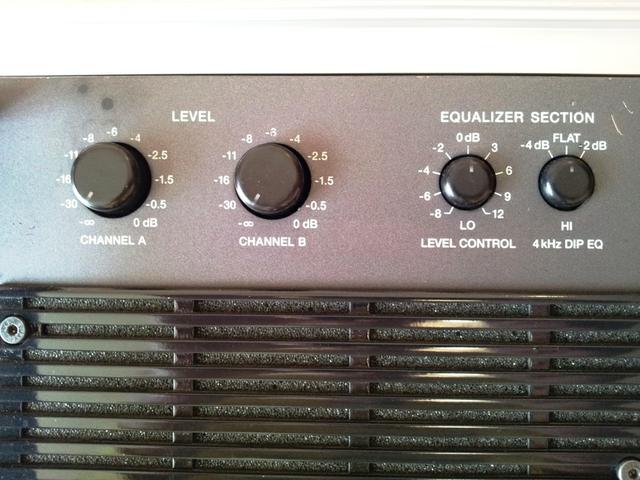 LEVEL
-∞ -30 -16 -11 -8 -6 -4 -2.5 -1.5 -0.5 0 dB
CHANNEL A
-∞ -30 -16 -11 -8 -6 -4 -2.5 -1.5 -0.5 0 dB
CHANNEL B
EQUALIZER SECTION
-8 -6 -4 -2 0 dB 3 6 9 12
LO
LEVEL CONTROL
-4 dB FLAT -2 dB
HI
4 kHz DIP EQ